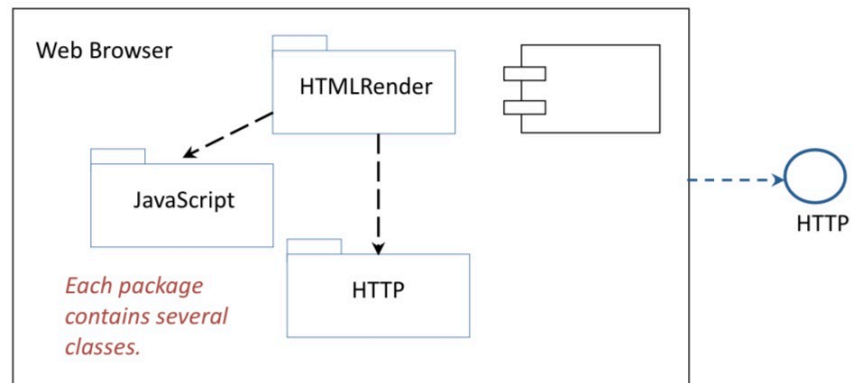 Web Browser
HTMLRender
JavaScript
HTTP
HTTP
Each package
contains several
classes.